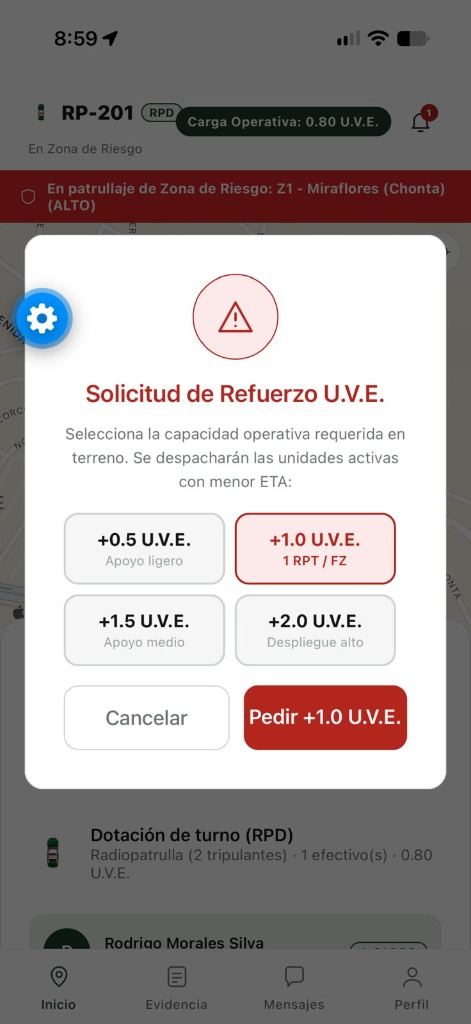 8:59
RP-201
RPD
Carga Operativa: 0.80 U.V.E.
1
En Zona de Riesgo
En patrullaje de Zona de Riesgo: Z1 - Miraflores (Chonta)
(ALTO)
Solicitud de Refuerzo U.V.E.
Selecciona la capacidad operativa requerida en
terreno. Se despacharán las unidades activas
con menor ETA:
+0.5 U.V.E.
Apoyo ligero
+1.0 U.V.E.
1 RPT / FZ
+1.5 U.V.E.
Apoyo medio
+2.0 U.V.E.
Despliegue alto
Cancelar
Pedir +1.0 U.V.E.
Dotación de turno (RPD)
Radiopatrulla (2 tripulantes) · 1 efectivo(s) · 0.80
U.V.E.
Rodrigo Morales Silva
Inicio
Evidencia
Mensajes
Perfil